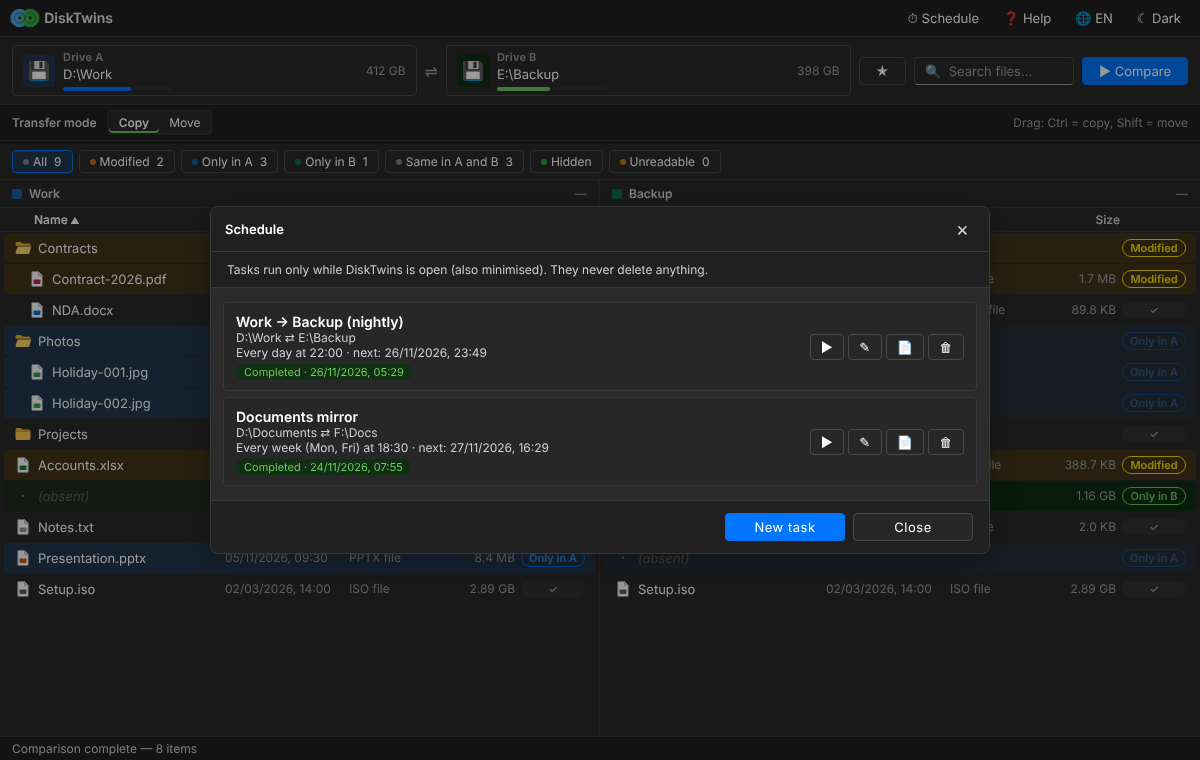 DiskTwins
Schedule
Help
EN
Dark
Drive A
D:\Work
412 GB
Drive B
E:\Backup
398 GB
Search files...
Compare
Transfer mode
Copy
Move
Drag: Ctrl = copy, Shift = move
All 9
Modified 2
Only in A 3
Only in B 1
Same in A and B 3
Hidden
Unreadable 0
Work
Backup
Name
Size
Schedule
Tasks run only while DiskTwins is open (also minimised). They never delete anything.
Work → Backup (nightly)
D:\Work ⇄ E:\Backup
Every day at 22:00 · next: 26/11/2026, 23:49
Completed · 26/11/2026, 05:29
Documents mirror
D:\Documents ⇄ F:\Docs
Every week (Mon, Fri) at 18:30 · next: 27/11/2026, 16:29
Completed · 24/11/2026, 07:55
New task
Close
Contracts
Modified
Contract-2026.pdf
1.7 MB Modified
NDA.docx
file 89.8 KB
Photos
Only in A
Holiday-001.jpg
Only in A
Holiday-002.jpg
Only in A
Projects
Accounts.xlsx
388.7 KB Modified
(absent)
1.16 GB Only in B
Notes.txt
2.0 KB
Presentation.pptx 05/11/2026, 09:30 PPTX file 8.4 MB Only in A
(absent)
Only in A
Setup.iso 02/03/2026, 14:00 ISO file 2.89 GB
Setup.iso 02/03/2026, 14:00 ISO file 2.89 GB
Comparison complete — 8 items